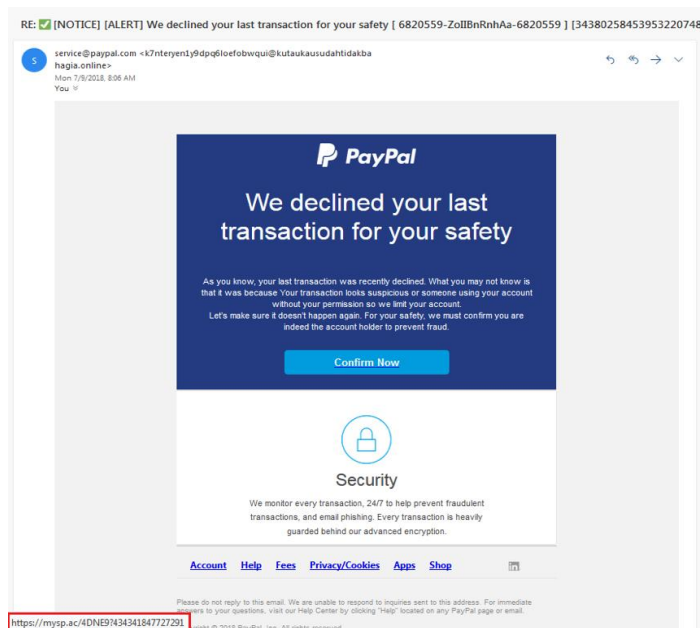 RE: ✅ [NOTICE] [ALERT] We declined your last transaction for your safety [ 6820559-ZoIIBnRnhAa-6820559 ] [3438025845395322074
S
service@paypal.com <k7nteryen1y9dpq6loefobwqui@kutaukausudahtidakba
hagia.online>
Mon 7/9/2018, 8:06 AM
You
PayPal
We declined your last
transaction for your safety
As you know, your last transaction was recently declined. What you may not know is
that it was because Your transaction looks suspicious or someone using your account
without your permission so we limit your account.
Let's make sure it doesn't happen again. For your safety, we must confirm you are
indeed the account holder to prevent fraud.
Confirm Now
Security
We monitor every transaction, 24/7 to help prevent fraudulent
transactions, and email phishing. Every transaction is heavily
guarded behind our advanced encryption.
Account Help Fees Privacy/Cookies Apps Shop
Please do not reply to this email. We are unable to respond to inquiries sent to this address. For immediate
answers to your questions, visit our Help Center by clicking "Help" located on any PayPal page or email.
https://mysp.ac/4DNE9?434341847727291
© 2018 PayPal, Inc. All rights reserved.